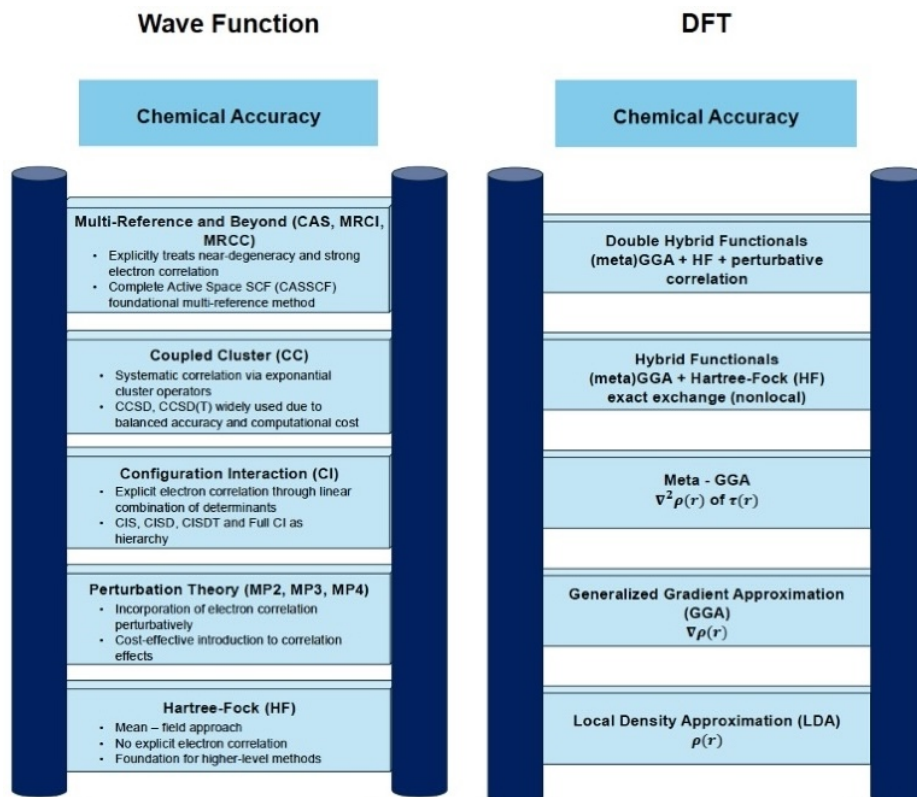 Wave Function
Chemical Accuracy
Multi-Reference and Beyond (CAS, MRCI,
MRCC)
• Explicitly treats near-degeneracy and strong
electron correlation
• Complete Active Space SCF (CASSCF)
foundational multi-reference method
Coupled Cluster (CC)
• Systematic correlation via exponantial
cluster operators
• CCSD, CCSD(T) widely used due to
balanced accuracy and computational cost
Configuration Interaction (CI)
• Explicit electron correlation through linear
combination of determinants
• CIS, CISD, CISDT and Full CI as
hierarchy
Perturbation Theory (MP2, MP3, MP4)
• Incorporation of electron correlation
perturbatively
• Cost-effective introduction to correlation
effects
Hartree-Fock (HF)
• Mean – field approach
• No explicit electron correlation
• Foundation for higher-level methods
DFT
Chemical Accuracy
Double Hybrid Functionals
(meta)GGA + HF + perturbative
correlation
Hybrid Functionals
(meta)GGA + Hartree-Fock (HF)
exact exchange (nonlocal)
Meta - GGA
∇²ρ(r) of τ(r)
Generalized Gradient Approximation
(GGA)
∇ρ(r)
Local Density Approximation (LDA)
ρ(r)